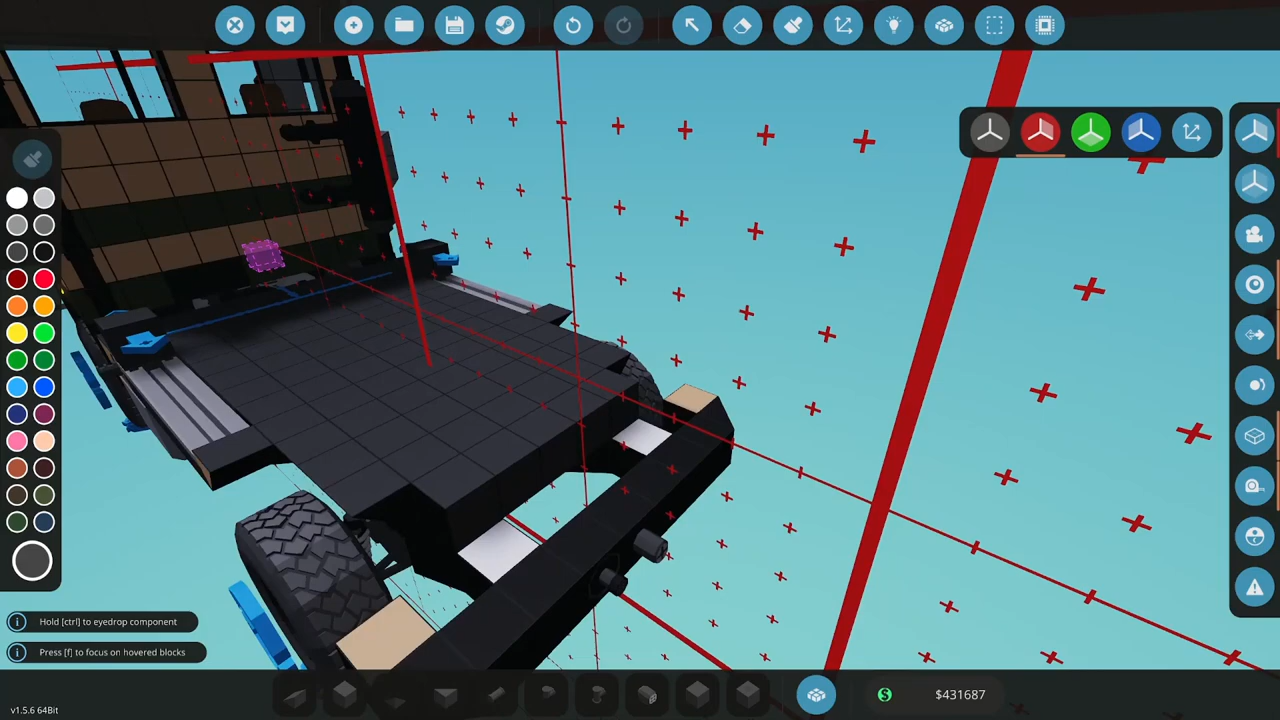 Hold [ctrl] to eyedrop component
Press [f] to focus on hovered blocks
$431687
v1.5.6 64Bit